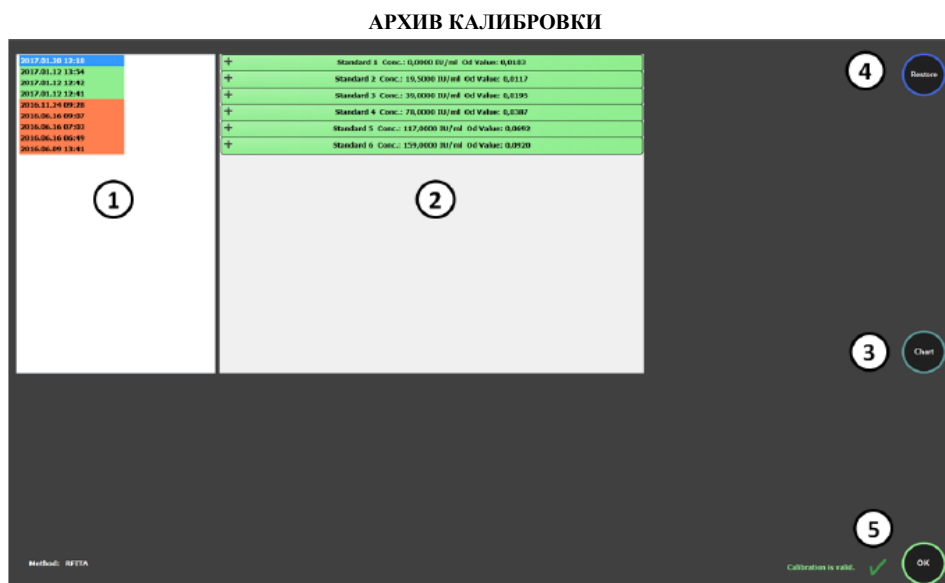 АРХИВ КАЛИБРОВКИ
2017.01.30 12:18
2017.01.12 13:54
2017.01.12 12:42
2017.01.12 12:41
2016.11.24 09:28
2016.06.16 09:07
2016.06.16 07:03
2016.06.16 06:49
2016.06.09 13:41
+ Standard 1 Conc.: 0,0000 IU/ml Od Value: 0,0103
+ Standard 2 Conc.: 19,5000 IU/ml Od Value: 0,0117
+ Standard 3 Conc.: 39,0000 IU/ml Od Value: 0,0195
+ Standard 4 Conc.: 78,0000 IU/ml Od Value: 0,0387
+ Standard 5 Conc.: 117,0000 IU/ml Od Value: 0,0692
+ Standard 6 Conc.: 159,0000 IU/ml Od Value: 0,0920
1
2
4
Restore
3
Chart
5
Method:
Calibration is valid.
OK